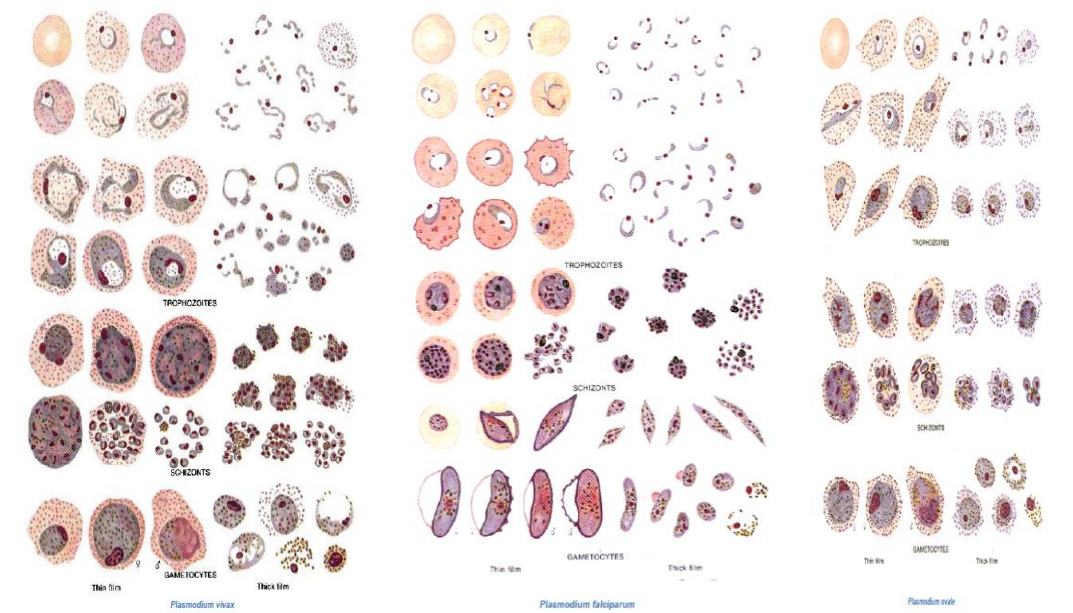 TROPHOZOITES
SCHIZONTS
♀ ♂ GAMETOCYTES
Thin film Thick film
Plasmodium vivax
TROPHOZOITES
SCHIZONTS
GAMETOCYTES
Thin film Thick film
Plasmodium falciparum
TROPHOZOITES
SCHIZONTS
GAMETOCYTES
Thin film Thick film
Plasmodium ovale